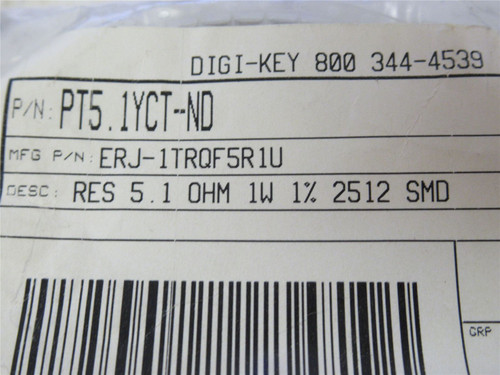 DIGI-KEY 800 344-4539
P/N: PT5.1YCT-ND
MFG P/N: ERJ-1TRQF5R1U
DESC: RES 5.1 OHM 1W 1% 2512 SMD
GRP